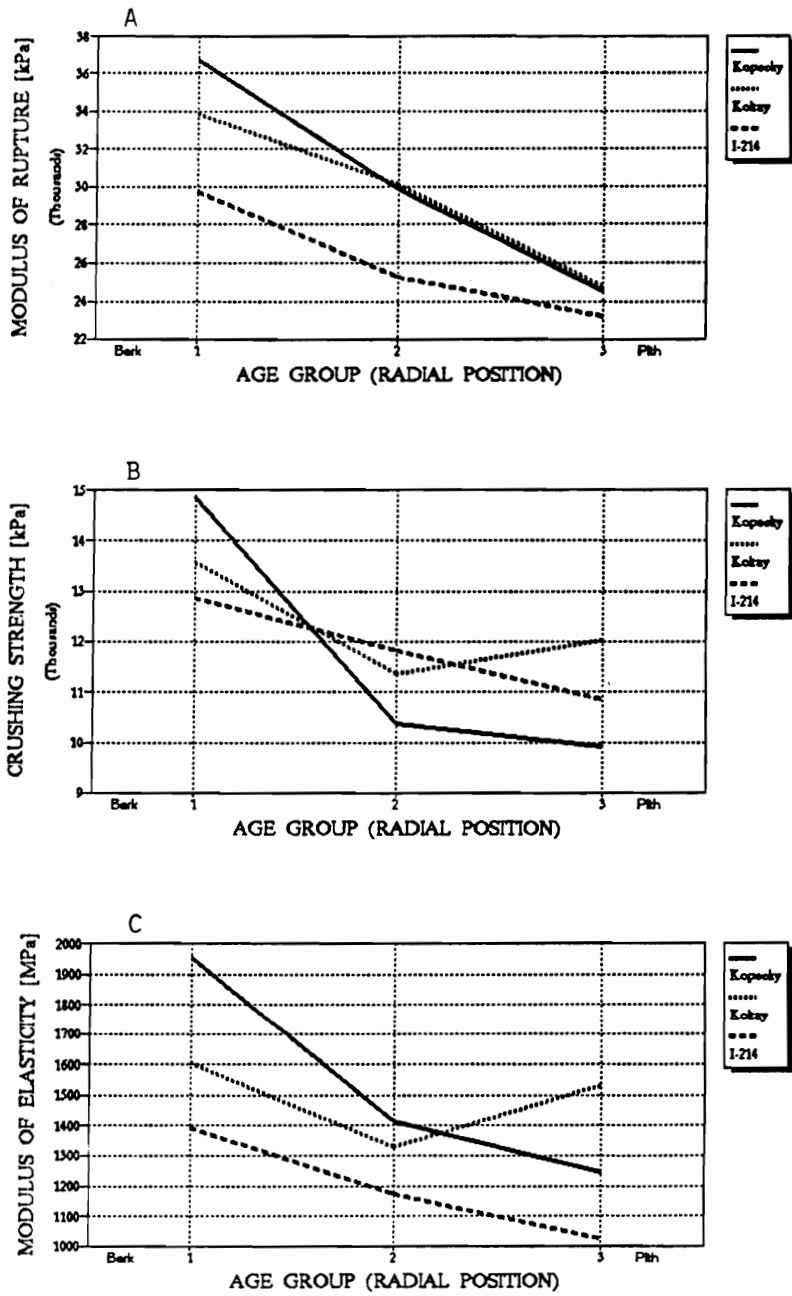 A
MODULUS OF RUPTURE [kPa]
(Thousands)
38
36
34
32
30
28
26
24
22
Bark 1 2 3 Pith
AGE GROUP (RADIAL POSITION)
Kopecky
Koltay
I-214
B
CRUSHING STRENGTH [kPa]
(Thousands)
15
14
13
12
11
10
9
Bark 1 2 3 Pith
AGE GROUP (RADIAL POSITION)
Kopecky
Koltay
I-214
C
MODULUS OF ELASTICITY [MPa]
2000
1900
1800
1700
1600
1500
1400
1300
1200
1100
1000
Bark 1 2 3 Pith
AGE GROUP (RADIAL POSITION)
Kopecky
Koltay
I-214